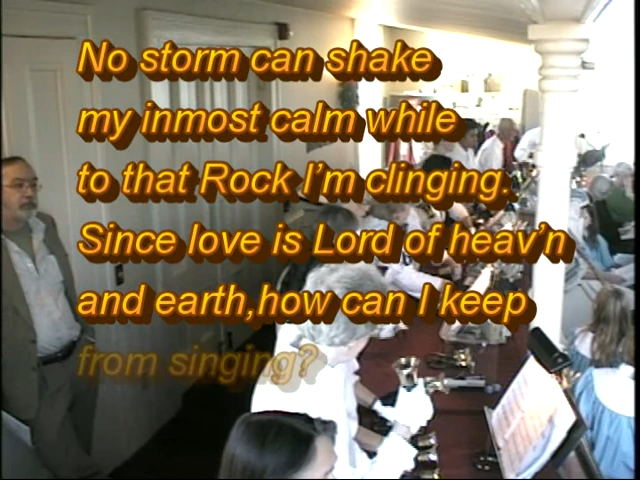 No storm can shake
my inmost calm while
to that Rock I'm clinging.
Since love is Lord of heav'n
and earth,how can I keep
from singing?